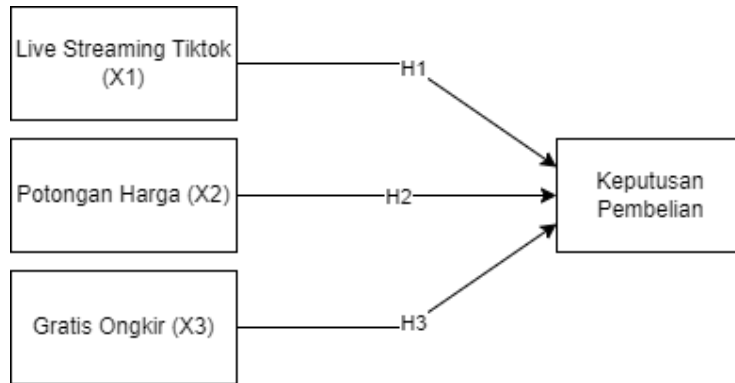 Live Streaming Tiktok
(X1)
H1
Potongan Harga (X2)
H2
Keputusan
Pembelian
Gratis Ongkir (X3)
H3